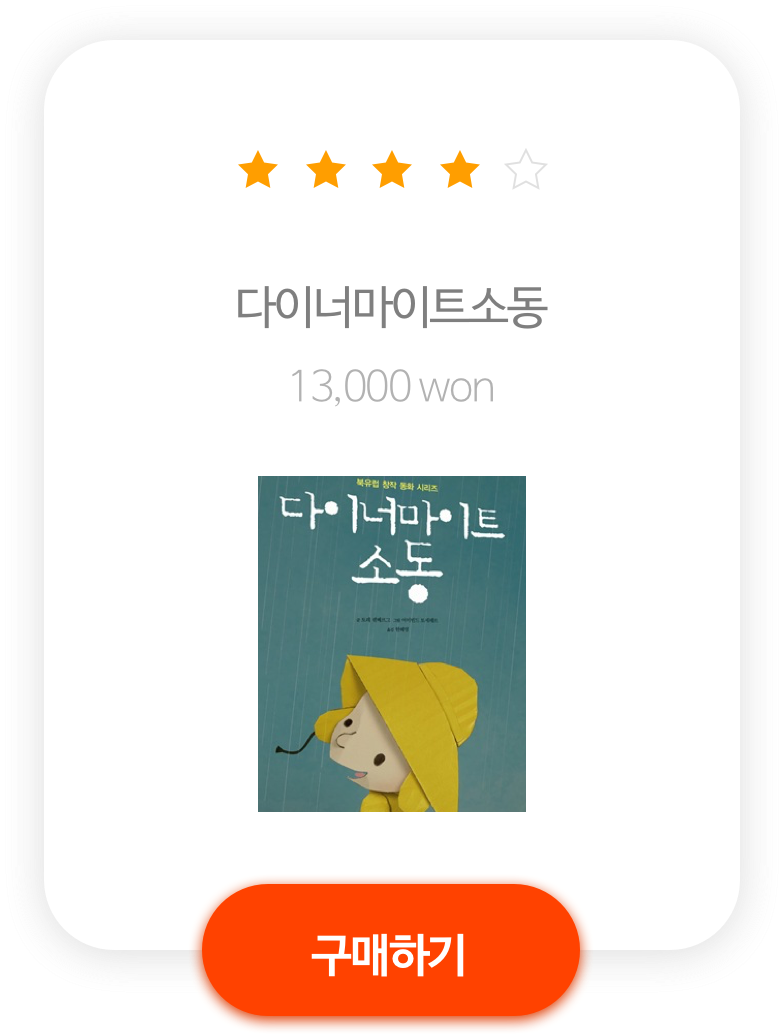 다이너마이트 소동
13,000 won
북유럽 창작 동화 시리즈
다이너마이트
소동
구매하기